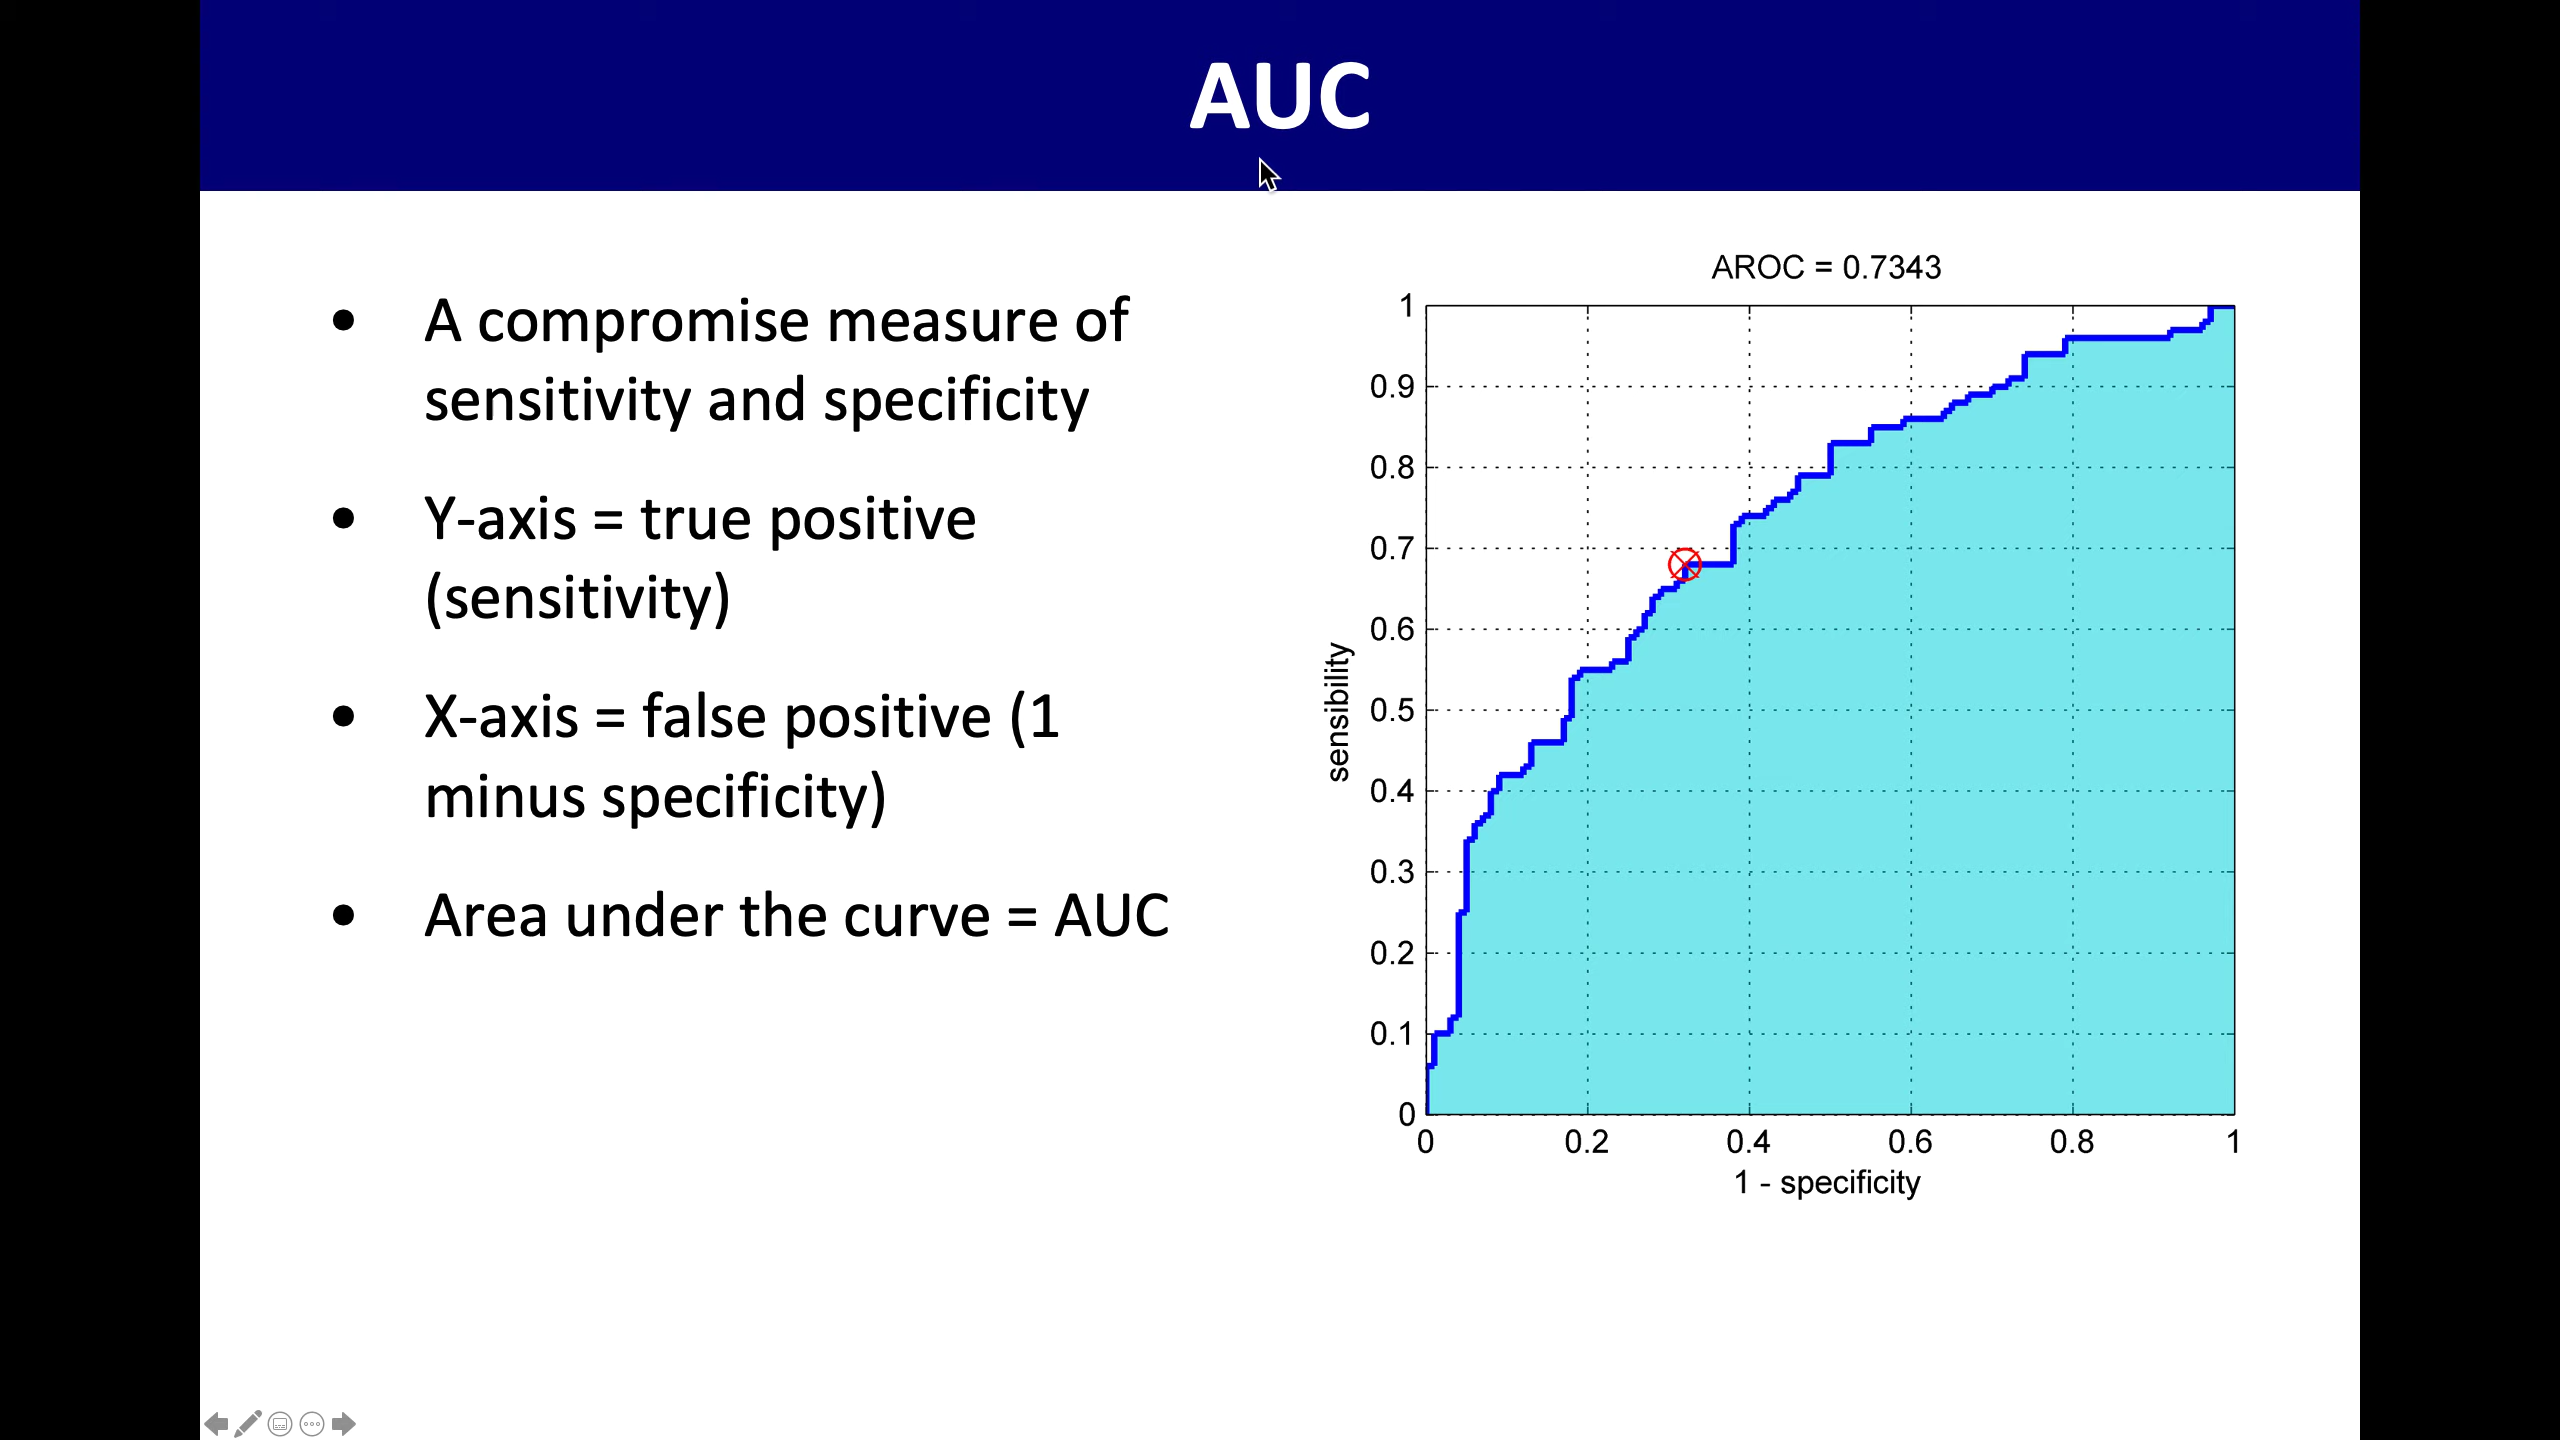 AUC
• A compromise measure of
sensitivity and specificity
• Y-axis = true positive
(sensitivity)
• X-axis = false positive (1
minus specificity)
• Area under the curve = AUC
AROC = 0.7343
1
0.9
0.8
0.7
0.6
0.5
0.4
0.3
0.2
0.1
0
sensibility
0 0.2 0.4 0.6 0.8 1
1 - specificity